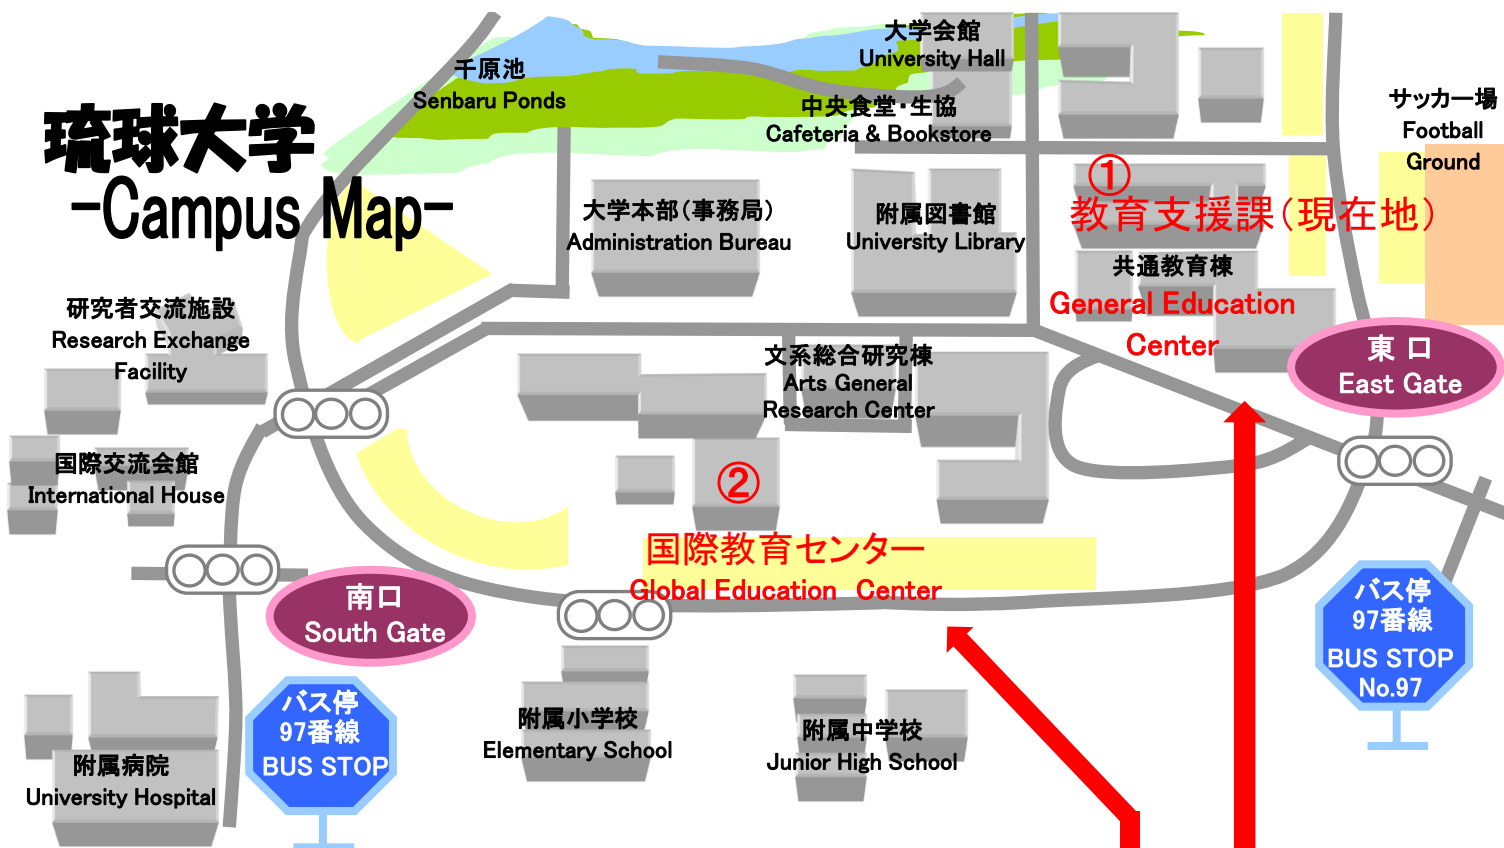 大学会館
University Hall
千原池
Senbaru Ponds
中央食堂・生協
Cafeteria & Bookstore
サッカー場
Football
Ground
琉球大学
-Campus Map-
①
教育支援課(現在地)
大学本部(事務局)
Administration Bureau
附属図書館
University Library
共通教育棟
General Education
Center
研究者交流施設
Research Exchange
Facility
東口
East Gate
文系総合研究棟
Arts General
Research Center
国際交流会館
International House
②
国際教育センター
Global Education Center
南口
South Gate
バス停
97番線
BUS STOP
No.97
バス停
97番線
BUS STOP
附属小学校
Elementary School
附属中学校
Junior High School
附属病院
University Hospital